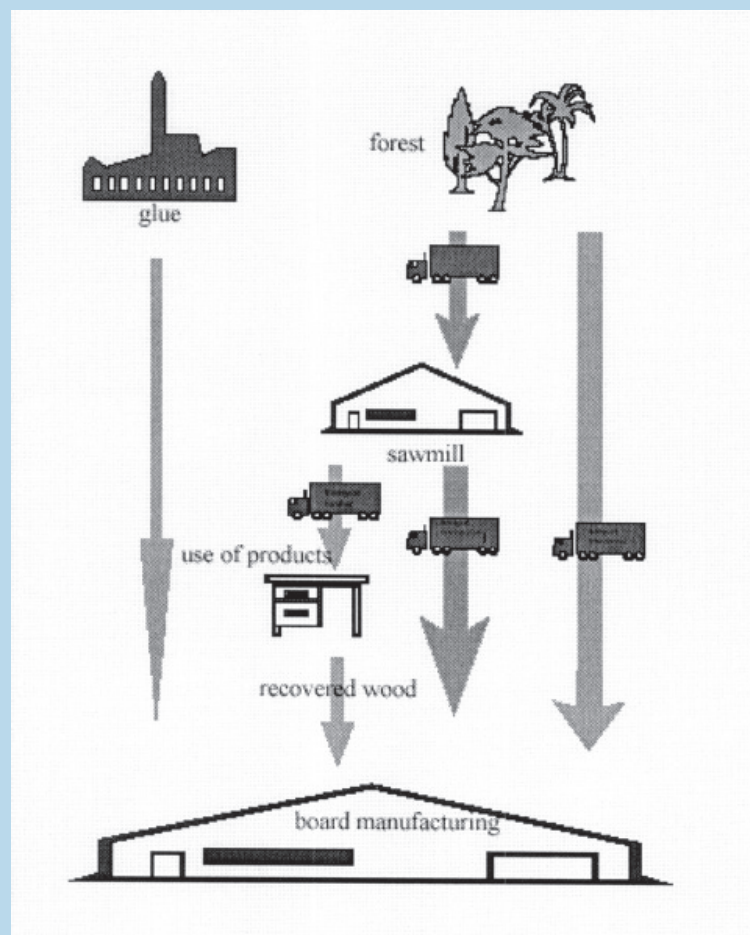 forest
glue
sawmill
use of products
recovered wood
board manufacturing